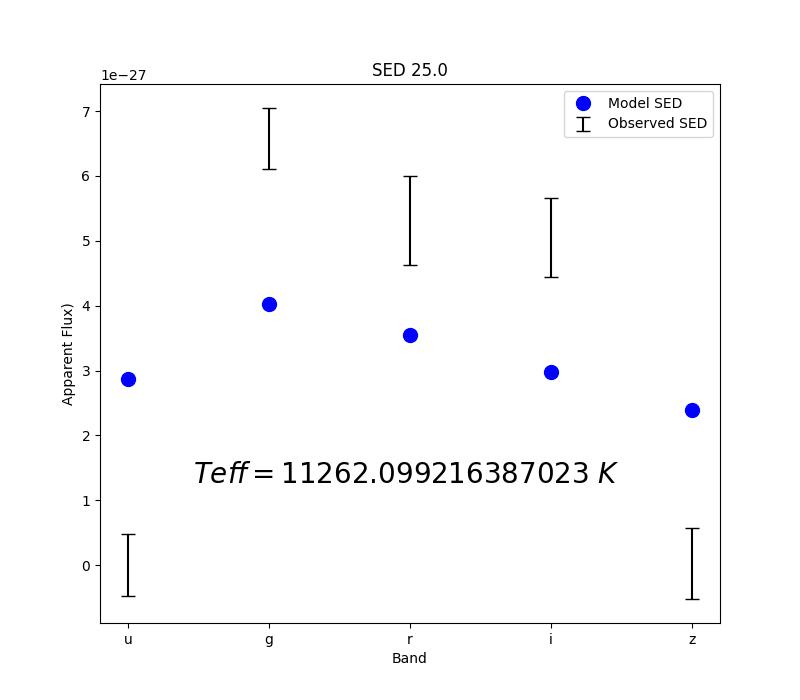 SED 25.0
1e−27
Model SED
Observed SED
7
6
5
4
3
2
1
0
Apparent Flux)
Teff = 11262.099216387023 K
u g r i z
Band